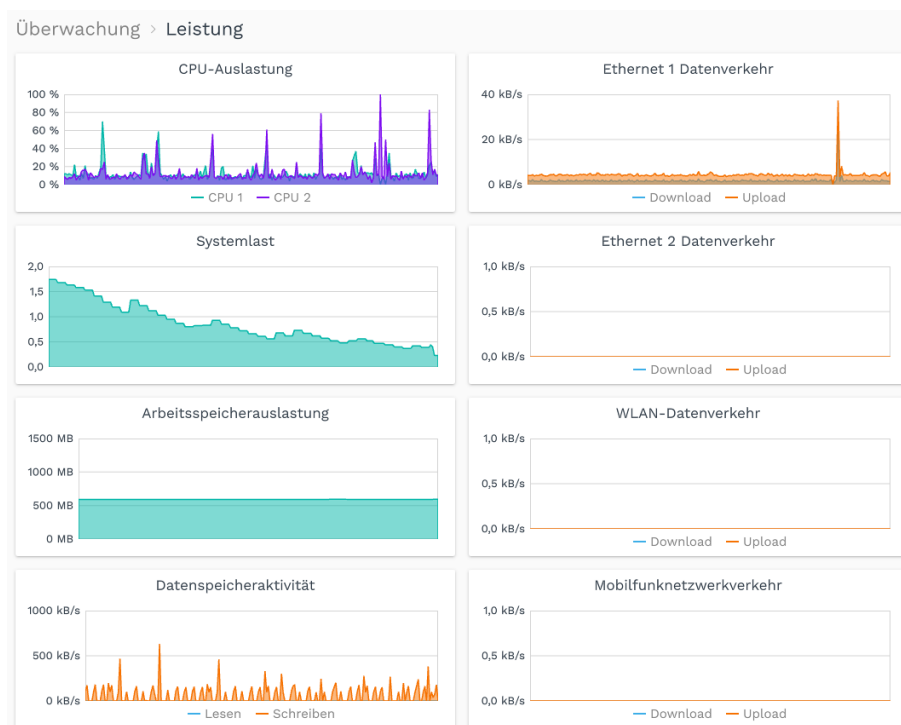 Überwachung > Leistung
CPU-Auslastung
100 %
80 %
60 %
40 %
20 %
0 %
CPU 1 CPU 2
Ethernet 1 Datenverkehr
40 kB/s
20 kB/s
0 kB/s
Download Upload
Systemlast
2,0
1,5
1,0
0,5
0,0
Ethernet 2 Datenverkehr
1,0 kB/s
0,5 kB/s
0,0 kB/s
Download Upload
Arbeitsspeicherauslastung
1500 MB
1000 MB
500 MB
0 MB
WLAN-Datenverkehr
1,0 kB/s
0,5 kB/s
0,0 kB/s
Download Upload
Datenspeicheraktivität
1000 kB/s
500 kB/s
0 kB/s
Lesen Schreiben
Mobilfunknetzwerkverkehr
1,0 kB/s
0,5 kB/s
0,0 kB/s
Download Upload